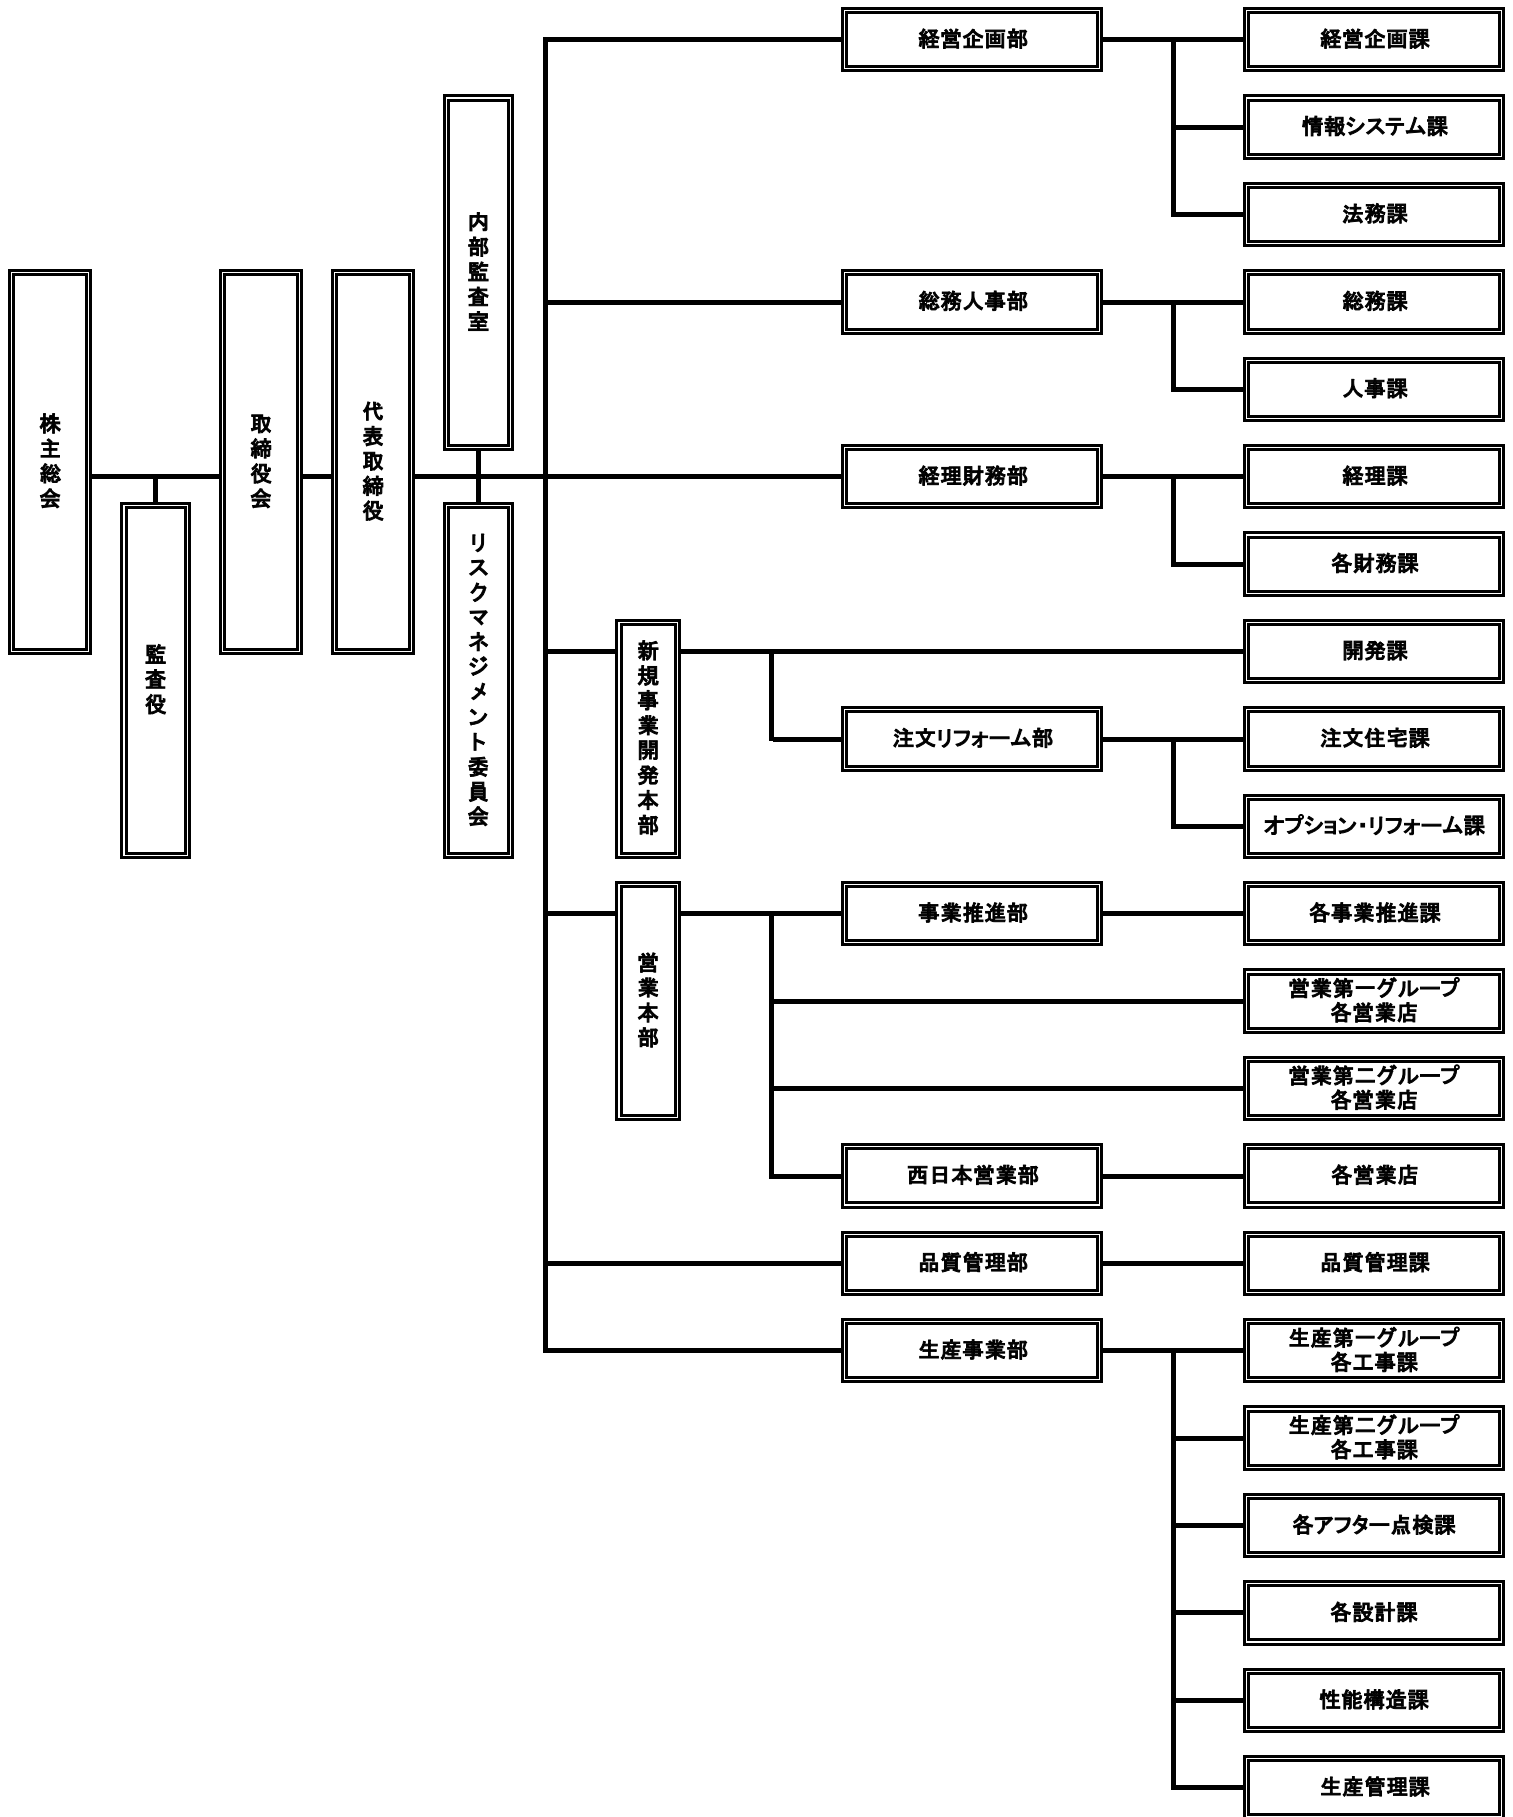 株主総会
監査役
取締役会
代表取締役
内部監査室
リスクマネジメント委員会
経営企画部
経営企画課
情報システム課
法務課
総務人事部
総務課
人事課
経理財務部
経理課
各財務課
新規事業開発本部
開発課
注文リフォーム部
注文住宅課
オプション・リフォーム課
営業本部
事業推進部
各事業推進課
営業第一グループ
各営業店
営業第二グループ
各営業店
西日本営業部
各営業店
品質管理部
品質管理課
生産事業部
生産第一グループ
各工事課
生産第二グループ
各工事課
各アフター点検課
各設計課
性能構造課
生産管理課